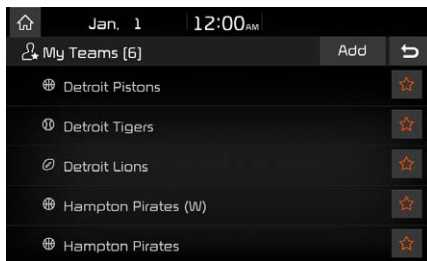 Jan. 1 12:00AM
My Teams (6) Add
Detroit Pistons
Detroit Tigers
Detroit Lions
Hampton Pirates (W)
Hampton Pirates